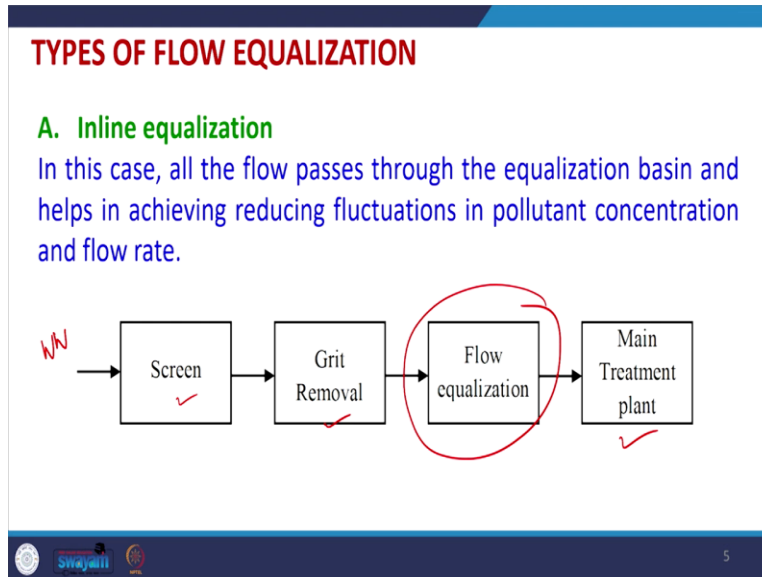 TYPES OF FLOW EQUALIZATION
A. Inline equalization
In this case, all the flow passes through the equalization basin and
helps in achieving reducing fluctuations in pollutant concentration
and flow rate.
WW
Screen
Grit
Removal
Flow
equalization
Main
Treatment
plant
swayam
5